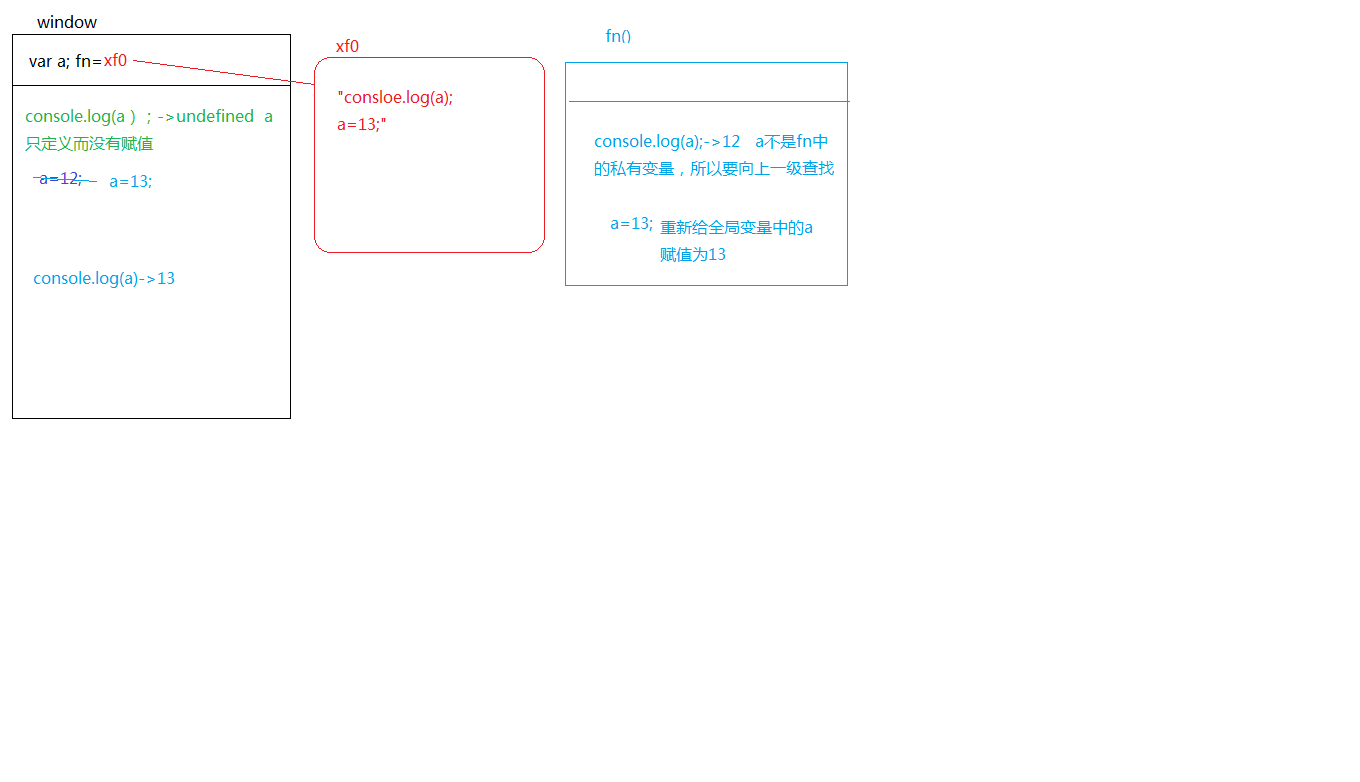 window
var a; fn=xf0
console.log(a）；->undefined a
只定义而没有赋值
a=12; a=13;
console.log(a)->13
xf0
"consloe.log(a);
a=13;"
fn()
console.log(a);->12 a不是fn中
的私有变量，所以要向上一级查找
a=13; 重新给全局变量中的a
赋值为13